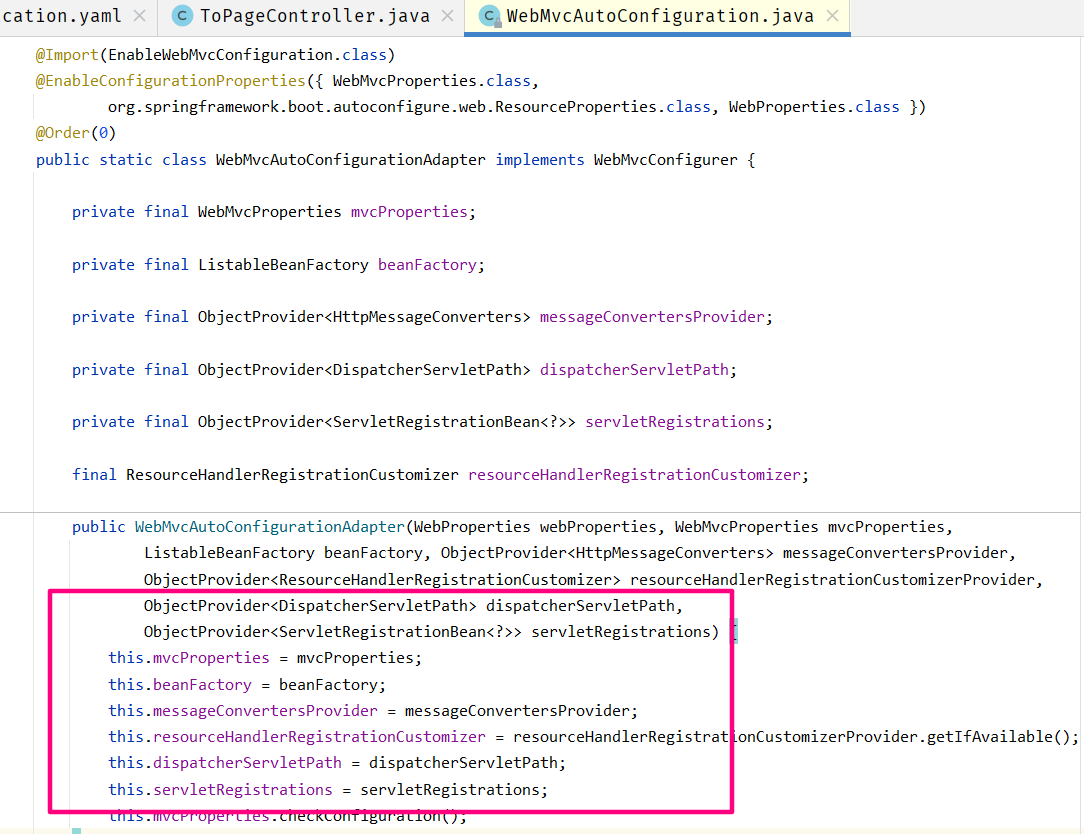 cation.yaml × C ToPageController.java × C WebMvcAutoConfiguration.java ×
@Import(EnableWebMvcConfiguration.class)
@EnableConfigurationProperties({ WebMvcProperties.class,
org.springframework.boot.autoconfigure.web.ResourceProperties.class, WebProperties.class })
@Order(0)
public static class WebMvcAutoConfigurationAdapter implements WebMvcConfigurer {
private final WebMvcProperties mvcProperties;
private final ListableBeanFactory beanFactory;
private final ObjectProvider<HttpMessageConverters> messageConvertersProvider;
private final ObjectProvider<DispatcherServletPath> dispatcherServletPath;
private final ObjectProvider<ServletRegistrationBean<?>> servletRegistrations;
final ResourceHandlerRegistrationCustomizer resourceHandlerRegistrationCustomizer;
public WebMvcAutoConfigurationAdapter(WebProperties webProperties, WebMvcProperties mvcProperties,
ListableBeanFactory beanFactory, ObjectProvider<HttpMessageConverters> messageConvertersProvider,
ObjectProvider<ResourceHandlerRegistrationCustomizer> resourceHandlerRegistrationCustomizerProvider,
ObjectProvider<DispatcherServletPath> dispatcherServletPath,
ObjectProvider<ServletRegistrationBean<?>> servletRegistrations) {
this.mvcProperties = mvcProperties;
this.beanFactory = beanFactory;
this.messageConvertersProvider = messageConvertersProvider;
this.resourceHandlerRegistrationCustomizer = resourceHandlerRegistrationCustomizerProvider.getIfAvailable();
this.dispatcherServletPath = dispatcherServletPath;
this.servletRegistrations = servletRegistrations;
this.mvcProperties.checkConfiguration();